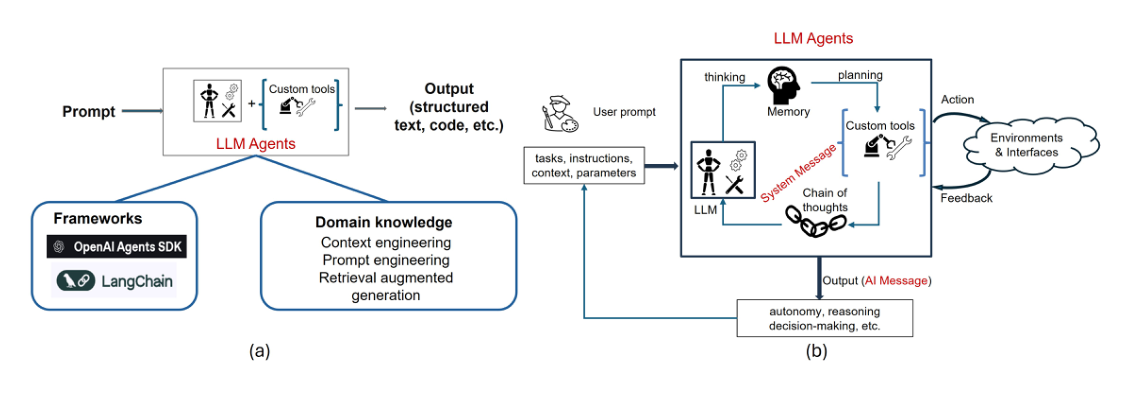 Prompt
Custom tools
+
LLM Agents
Output
(structured
text, code, etc.)
Frameworks
OpenAI Agents SDK
LangChain
Domain knowledge
Context engineering
Prompt engineering
Retrieval augmented
generation
(a)
LLM Agents
User prompt
tasks, instructions,
context, parameters
thinking
Memory
planning
LLM
System Message
Custom tools
Chain of
thoughts
Action
Environments
& Interfaces
Feedback
Output (AI Message)
autonomy, reasoning
decision-making, etc.
(b)